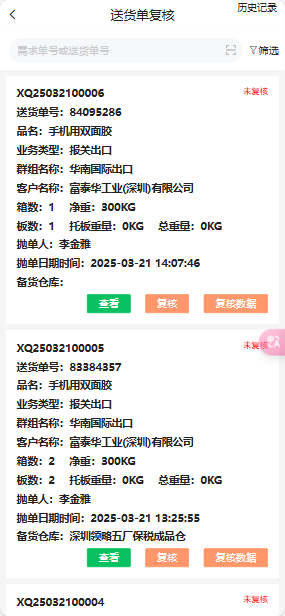 历史记录
送货单复核
需求单号或送货单号
筛选
XQ25032100006 未复核
送货单号：84095286
品名：手机用双面胶
业务类型：报关出口
群组名称：华南国际出口
客户名称：富泰华工业(深圳)有限公司
箱数：1 净重：300KG
板数：1 托板重量：0KG 总重量：0KG
抛单人：李金雅
抛单日期时间：2025-03-21 14:07:46
备货仓库：
查看 复核 复核数据
XQ25032100005 未复核
送货单号：83384357
品名：手机用双面胶
业务类型：报关出口
群组名称：华南国际出口
客户名称：富泰华工业(深圳)有限公司
箱数：2 净重：300KG
板数：2 托板重量：0KG 总重量：0KG
抛单人：李金雅
抛单日期时间：2025-03-21 13:25:55
备货仓库：深圳领略五厂保税成品仓
查看 复核 复核数据
XQ25032100004 未复核